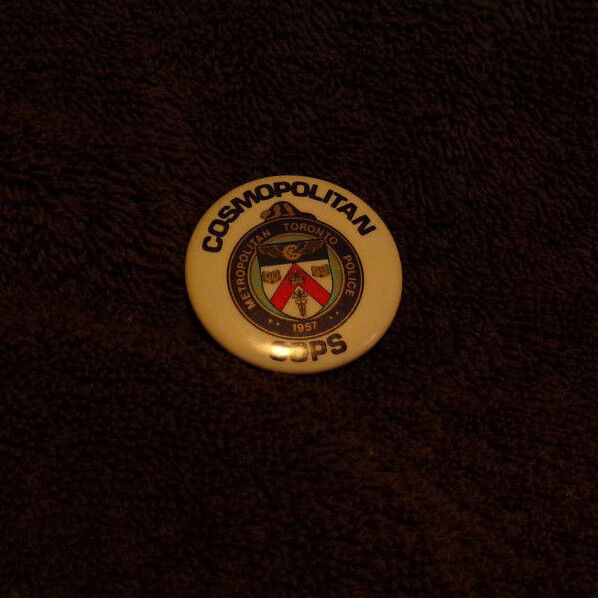 COSMOPOLITAN
METROPOLITAN TORONTO POLICE
1957
COPS